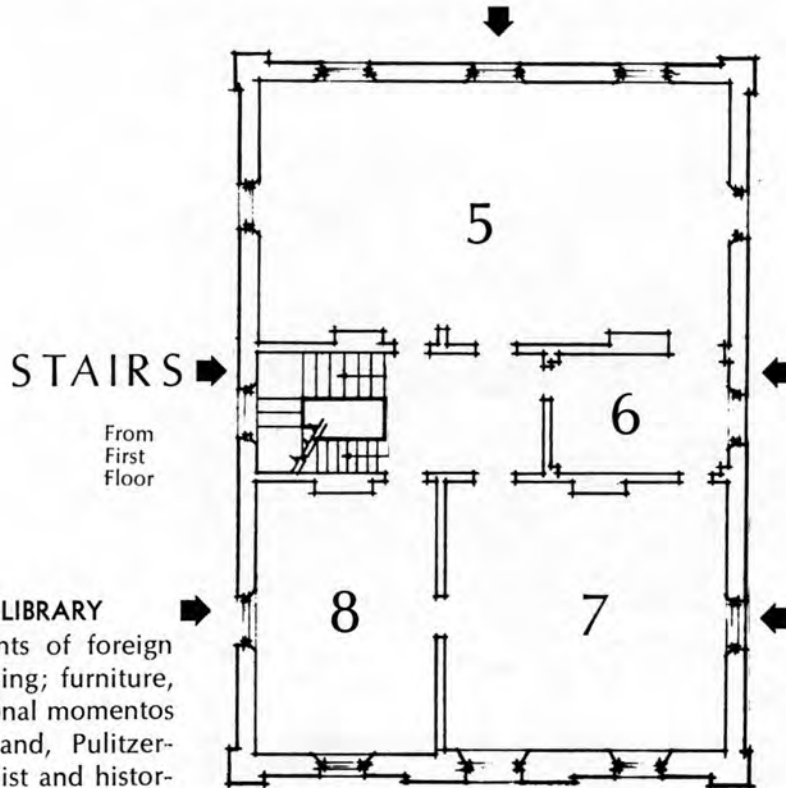 5
STAIRS
From
First
Floor
6
LIBRARY
nts of foreign
ing; furniture,
onal momentos
and, Pulitzer-
ist and histor-
8
7